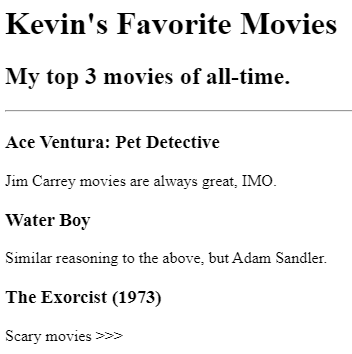 Kevin's Favorite Movies
My top 3 movies of all-time.
Ace Ventura: Pet Detective
Jim Carrey movies are always great, IMO.
Water Boy
Similar reasoning to the above, but Adam Sandler.
The Exorcist (1973)
Scary movies >>>